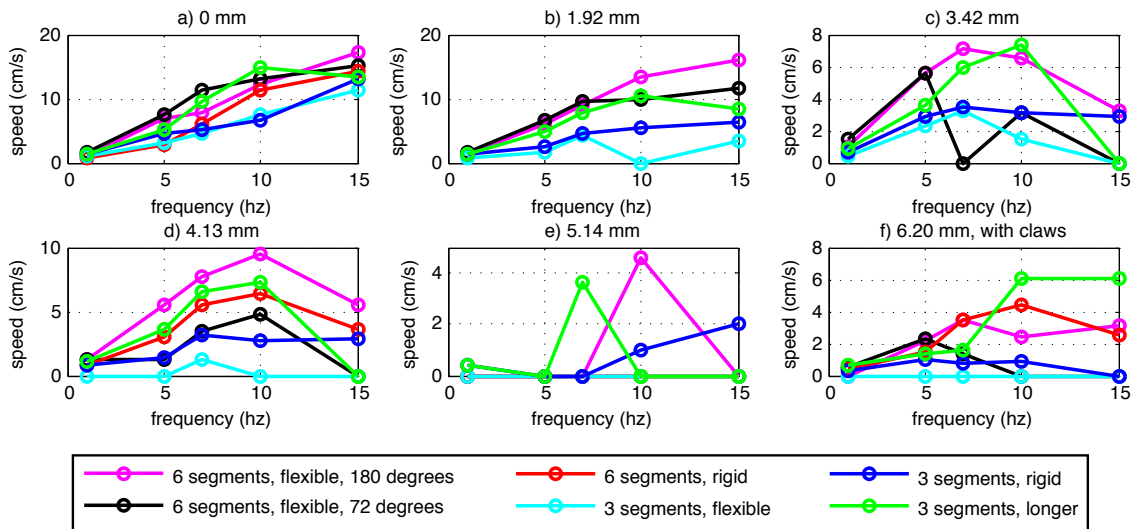 a) 0 mm
b) 1.92 mm
c) 3.42 mm
20
10
0
speed (cm/s)
0 5 10 15
frequency (hz)
20
10
0
speed (cm/s)
0 5 10 15
frequency (hz)
8
6
4
2
0
speed (cm/s)
0 5 10 15
frequency (hz)
d) 4.13 mm
e) 5.14 mm
f) 6.20 mm, with claws
10
5
0
speed (cm/s)
0 5 10 15
frequency (hz)
4
2
0
speed (cm/s)
0 5 10 15
frequency (hz)
8
6
4
2
0
speed (cm/s)
0 5 10 15
frequency (hz)
6 segments, flexible, 180 degrees
6 segments, rigid
3 segments, rigid
6 segments, flexible, 72 degrees
3 segments, flexible
3 segments, longer